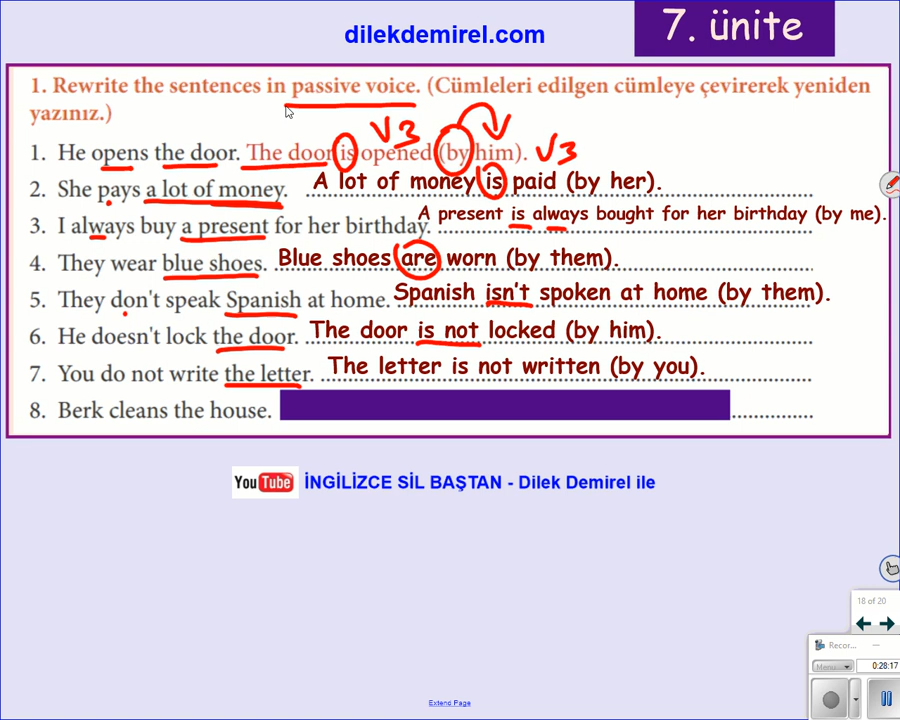 dilekdemirel.com
7. ünite
1. Rewrite the sentences in passive voice. (Cümleleri edilgen cümleye çevirerek yeniden
yazınız.)
V3
1. He opens the door. The door is opened (by him). V3
2. She pays a lot of money. A lot of money is paid (by her).
3. I always buy a present for her birthday. A present is always bought for her birthday (by me).
4. They wear blue shoes. Blue shoes are worn (by them).
5. They don't speak Spanish at home. Spanish isn't spoken at home (by them).
6. He doesn't lock the door. The door is not locked (by him).
7. You do not write the letter. The letter is not written (by you).
8. Berk cleans the house.
YouTube İNGİLİZCE SİL BAŞTAN - Dilek Demirel ile
18 of 20
Recor...
Menu 0:28:17
Extend Page